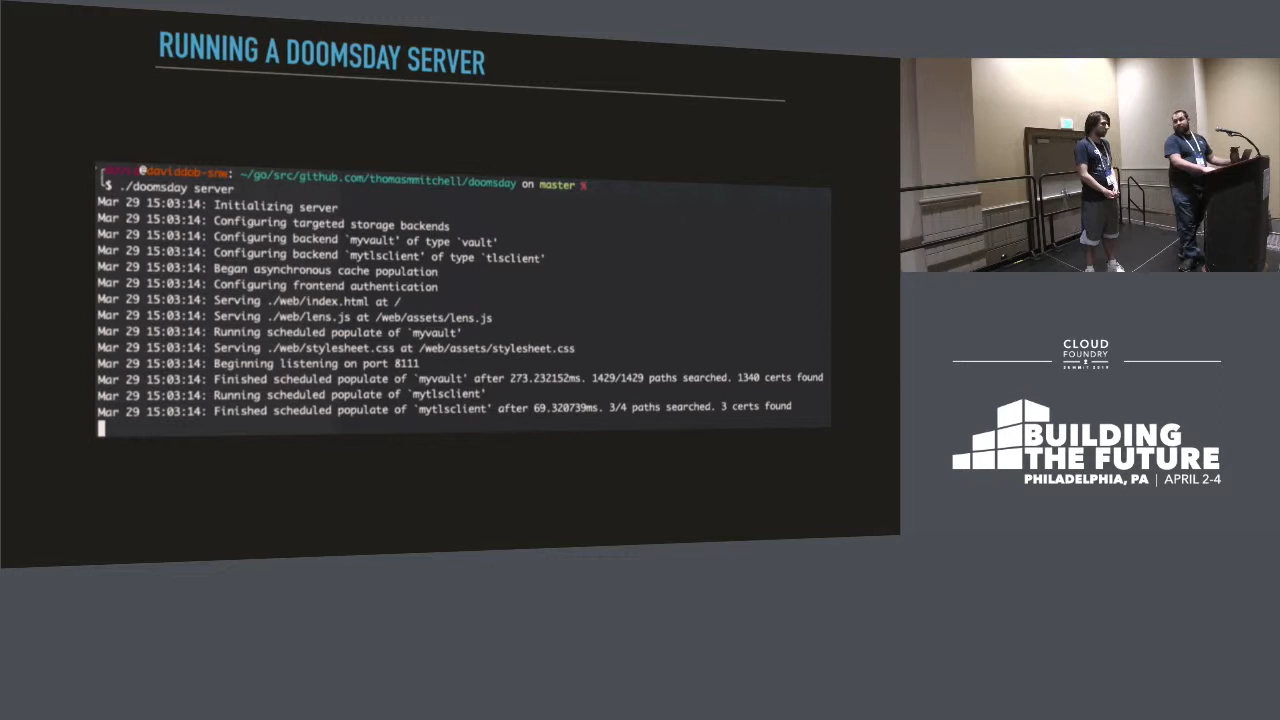 RUNNING A DOOMSDAY SERVER
@daviddob-snw: ~/go/src/github.com/thomasmmitchell/doomsday on master
$ ./doomsday server
Mar 29 15:03:14: Initializing server
Mar 29 15:03:14: Configuring targeted storage backends
Mar 29 15:03:14: Configuring backend `myvault' of type `vault'
Mar 29 15:03:14: Configuring backend `mytlsclient' of type `tlsclient'
Mar 29 15:03:14: Began asynchronous cache population
Mar 29 15:03:14: Configuring frontend authentication
Mar 29 15:03:14: Serving ./web/index.html at /
Mar 29 15:03:14: Serving ./web/lens.js at /web/assets/lens.js
Mar 29 15:03:14: Running scheduled populate of `myvault'
Mar 29 15:03:14: Serving ./web/stylesheet.css at /web/assets/stylesheet.css
Mar 29 15:03:14: Beginning listening on port 8111
Mar 29 15:03:14: Finished scheduled populate of `myvault' after 273.232152ms. 1429/1429 paths searched. 1340 certs found
Mar 29 15:03:14: Running scheduled populate of `mytlsclient'
Mar 29 15:03:14: Finished scheduled populate of `mytlsclient' after 69.320739ms. 3/4 paths searched. 3 certs found
CLOUD
FOUNDRY
SUMMIT 2019
BUILDING
THE FUTURE
PHILADELPHIA, PA | APRIL 2-4